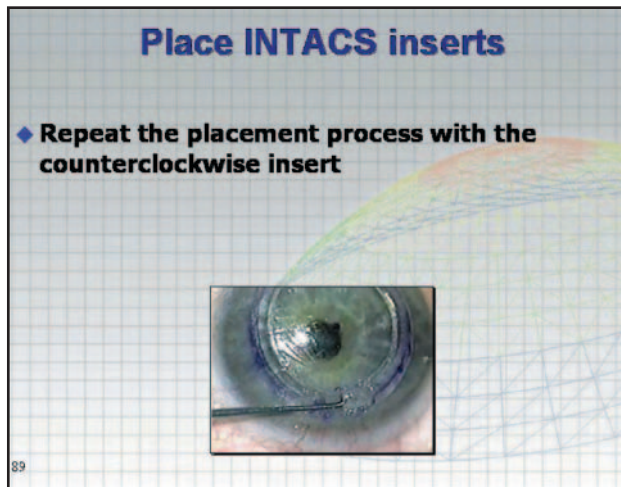 Place INTACS inserts
Repeat the placement process with the
counterclockwise insert
89